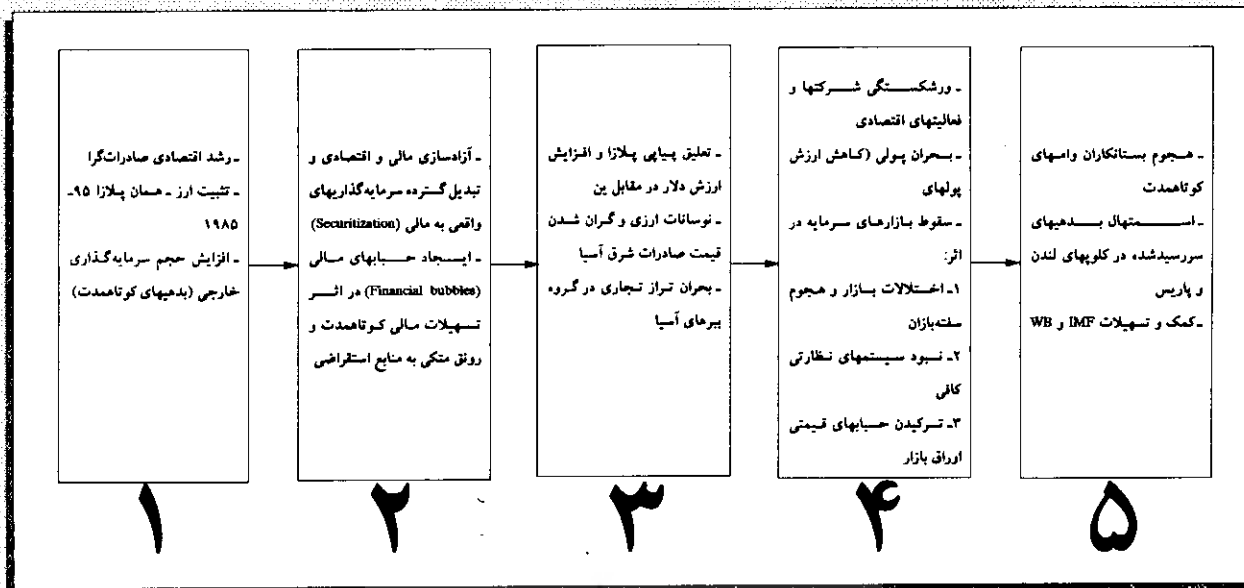 ـ رشد اقتصادی صادرات‌گرا
ـ تثبیت ارز ـ همان پلازا ۹۵ـ
۱۹۸۵
ـ افزایش حجم سرمایه‌گذاری
خارجی (بدهیهای کوتاهمدت)
۱
ـ آزادسازی مالی و اقتصادی و
تبدیل گسترده سرمایه‌گذاریهای
واقعی به مالی (Securitization)
ـ ایجاد حبابهای مالی
(Financial bubbles) در اثر
تسهیلات مالی کوتاهمدت و
رونق متکی به منابع استقراضی
۲
ـ تعلیق پیاپی پلازا و افزایش
ارزش دلار در مقابل ین
ـ نوسانات ارزی و گران شدن
قیمت صادرات شرق آسیا
ـ بحران تراز تجاری در گروه
ببرهای آسیا
۳
ـ ورشکستگی شرکتها و
فعالیتهای اقتصادی
ـ بحران پولی (کاهش ارزش
پولهای
ـ سقوط بازارهای سرمایه در
اثر:
۱ـ اختلالات بازار و هجوم
سفته‌بازان
۲ـ نبود سیستمهای نظارتی
کافی
۳ـ ترکیدن حبابهای قیمتی
اوراق بازار
۴
ـ هجوم بستانکاران وامهای
کوتاهمدت
ـ استمهال بدهیهای
سررسیدشده در کلوپهای لندن
و پاریس
ـ کمک و تسهیلات IMF و WB
۵